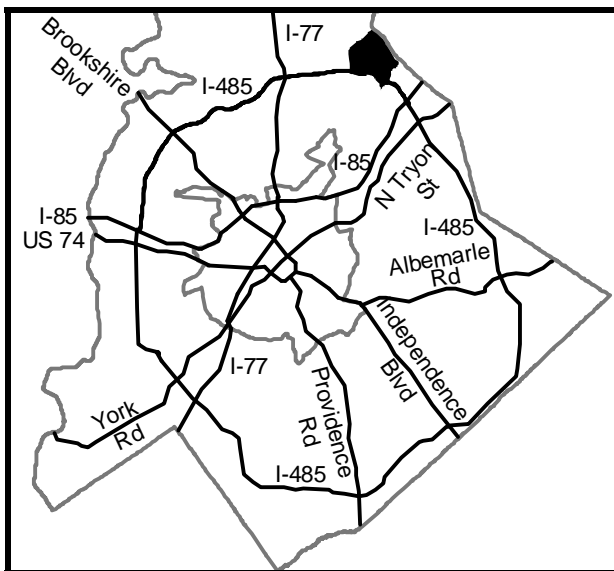 I-77
Brookshire
Blvd
I-485
I-85
N Tryon
St
I-85
US 74
I-485
Albemarle
Rd
Independence
Blvd
I-77
Providence
Rd
York
Rd
I-485